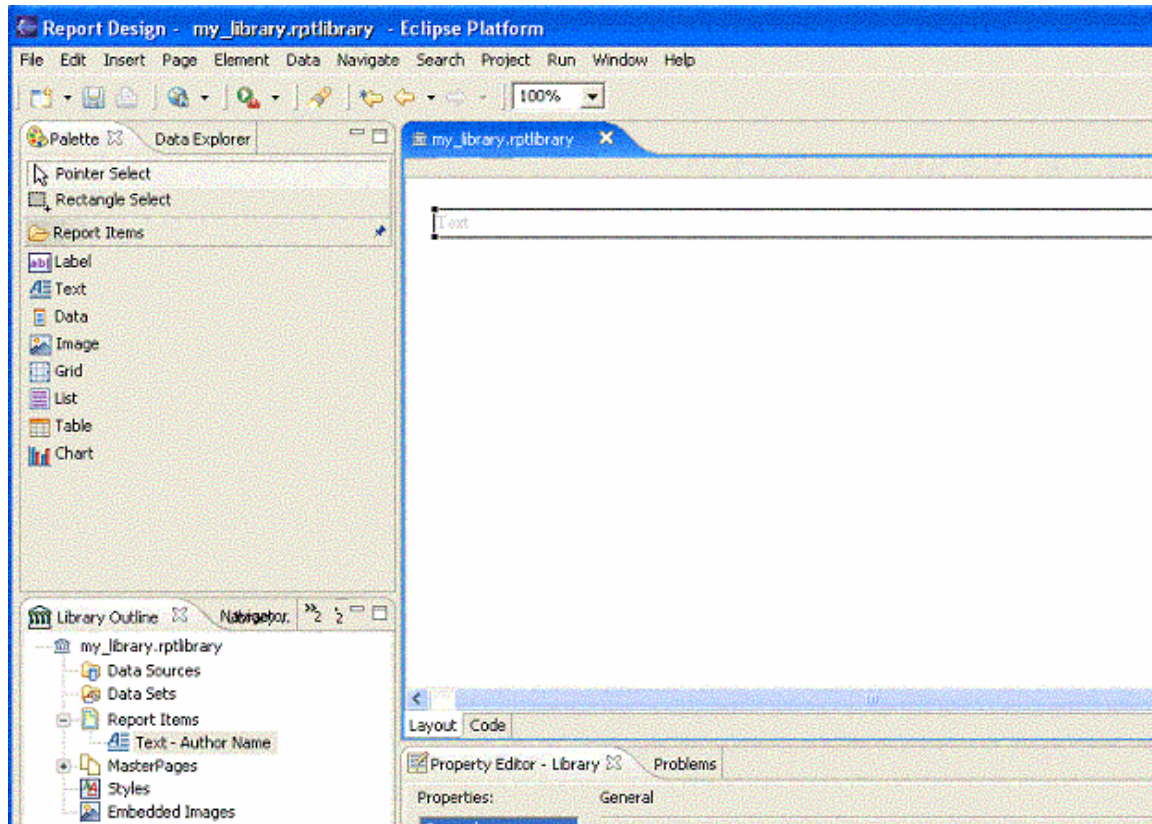 Report Design - my_library.rptlibrary - Eclipse Platform
File Edit Insert Page Element Data Navigate Search Project Run Window Help
100%
Palette Data Explorer
Pointer Select
Rectangle Select
Report Items
Label
Text
Data
Image
Grid
List
Table
Chart
my_library.rptlibrary
Text
Layout Code
Library Outline 2 2
my_library.rptlibrary
Data Sources
Data Sets
Report Items
Text - Author Name
MasterPages
Styles
Embedded Images
Property Editor - Library Problems
Properties: General